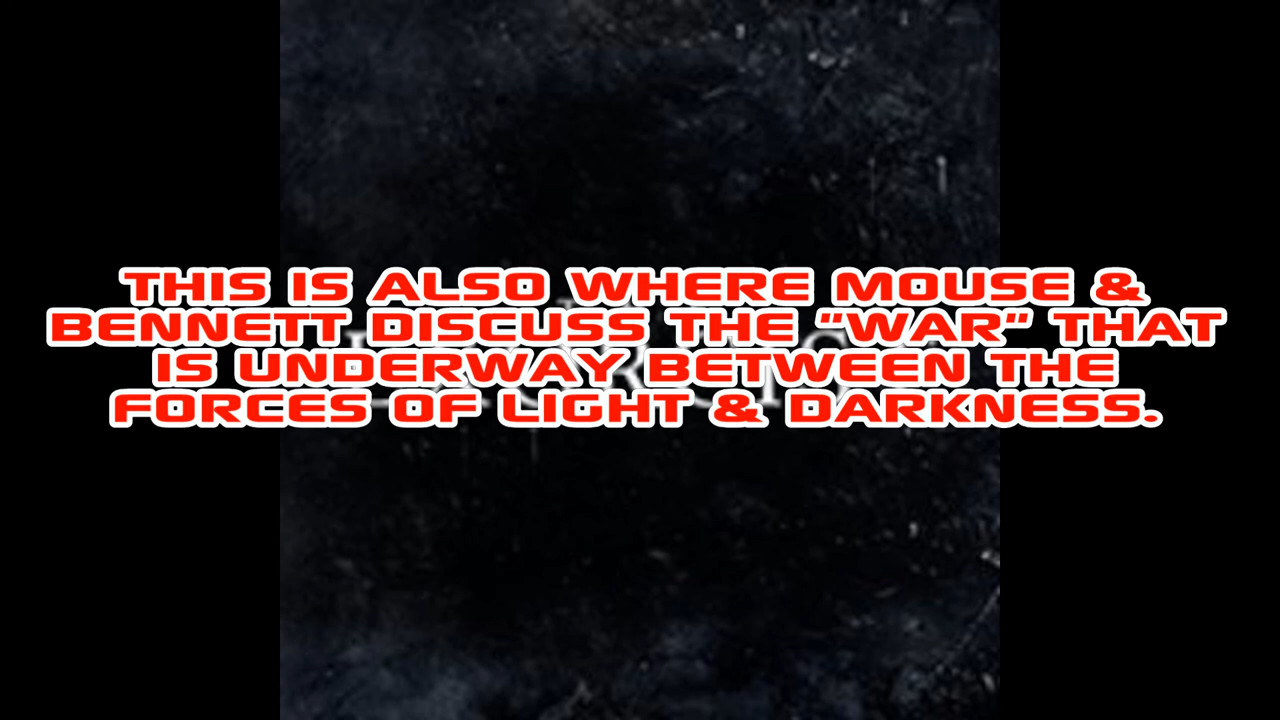 THIS IS ALSO WHERE MOUSE &
BENNETT DISCUSS THE "WAR" THAT
IS UNDERWAY BETWEEN THE
FORCES OF LIGHT & DARKNESS.